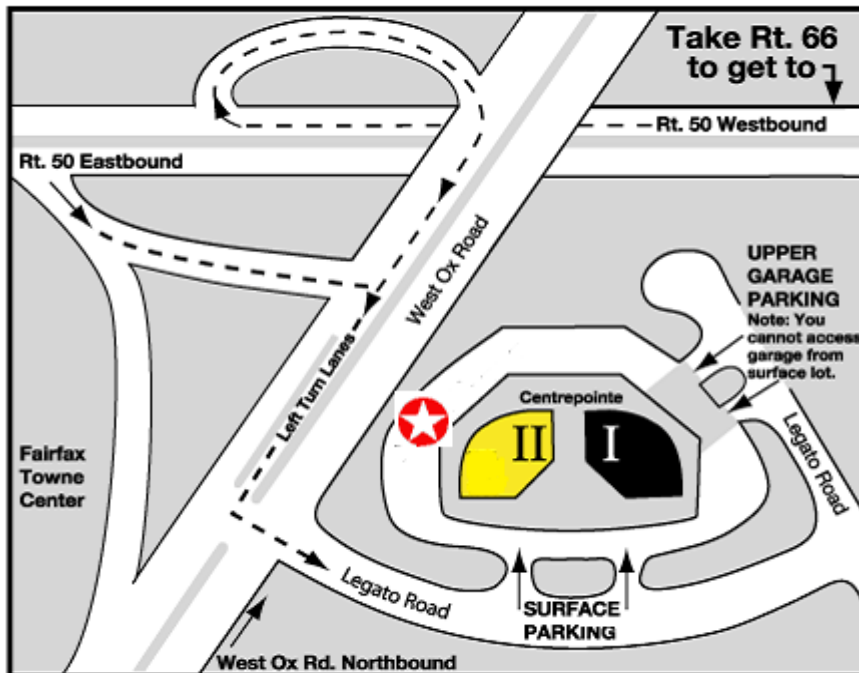 Take Rt. 66
to get to
Rt. 50 Westbound
Rt. 50 Eastbound
West Ox Road
UPPER
GARAGE
PARKING
Note: You
cannot access
garage from
surface lot.
Left Turn Lanes
Centrepointe
II
I
Fairfax
Towne
Center
Legato Road
Legato Road
SURFACE
PARKING
West Ox Rd. Northbound